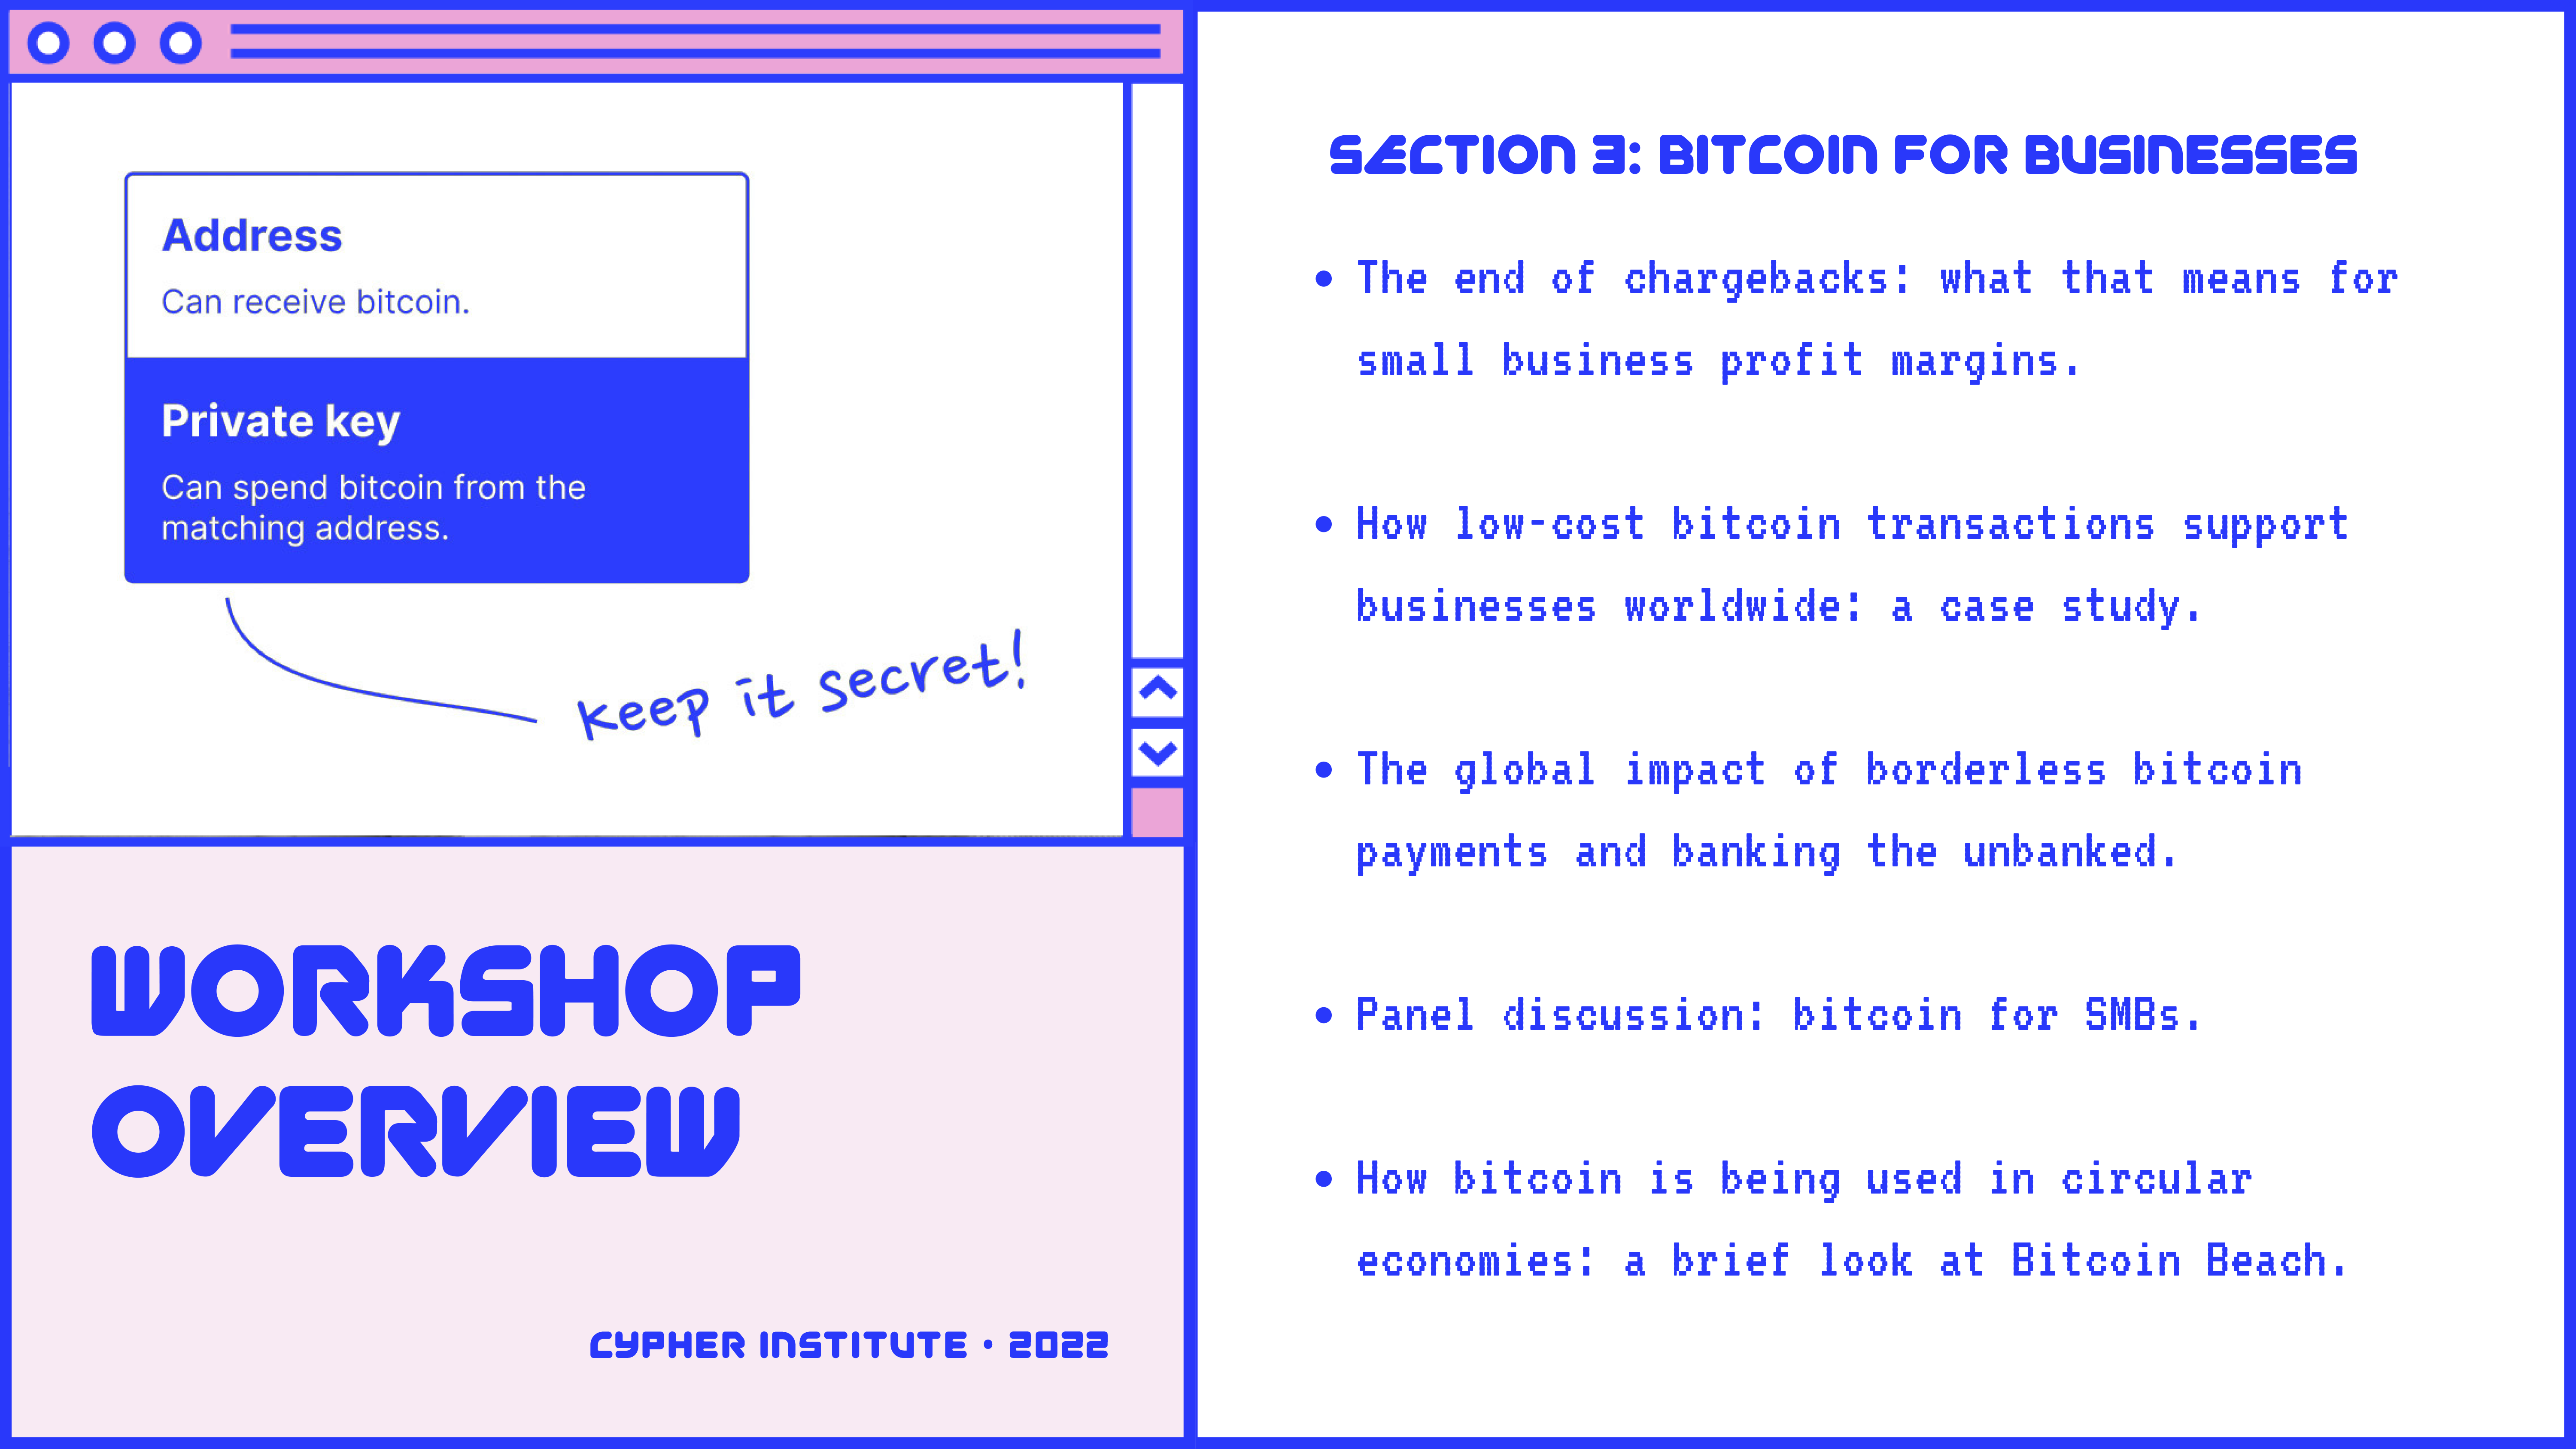 Address
Can receive bitcoin.
Private key
Can spend bitcoin from the
matching address.
keep it secret!
WORKSHOP
OVERVIEW
CYPHER INSTITUTE · 2022
SECTION 3: BITCOIN FOR BUSINESSES
• The end of chargebacks: what that means for
small business profit margins.
• How low-cost bitcoin transactions support
businesses worldwide: a case study.
• The global impact of borderless bitcoin
payments and banking the unbanked.
• Panel discussion: bitcoin for SMBs.
• How bitcoin is being used in circular
economies: a brief look at Bitcoin Beach.